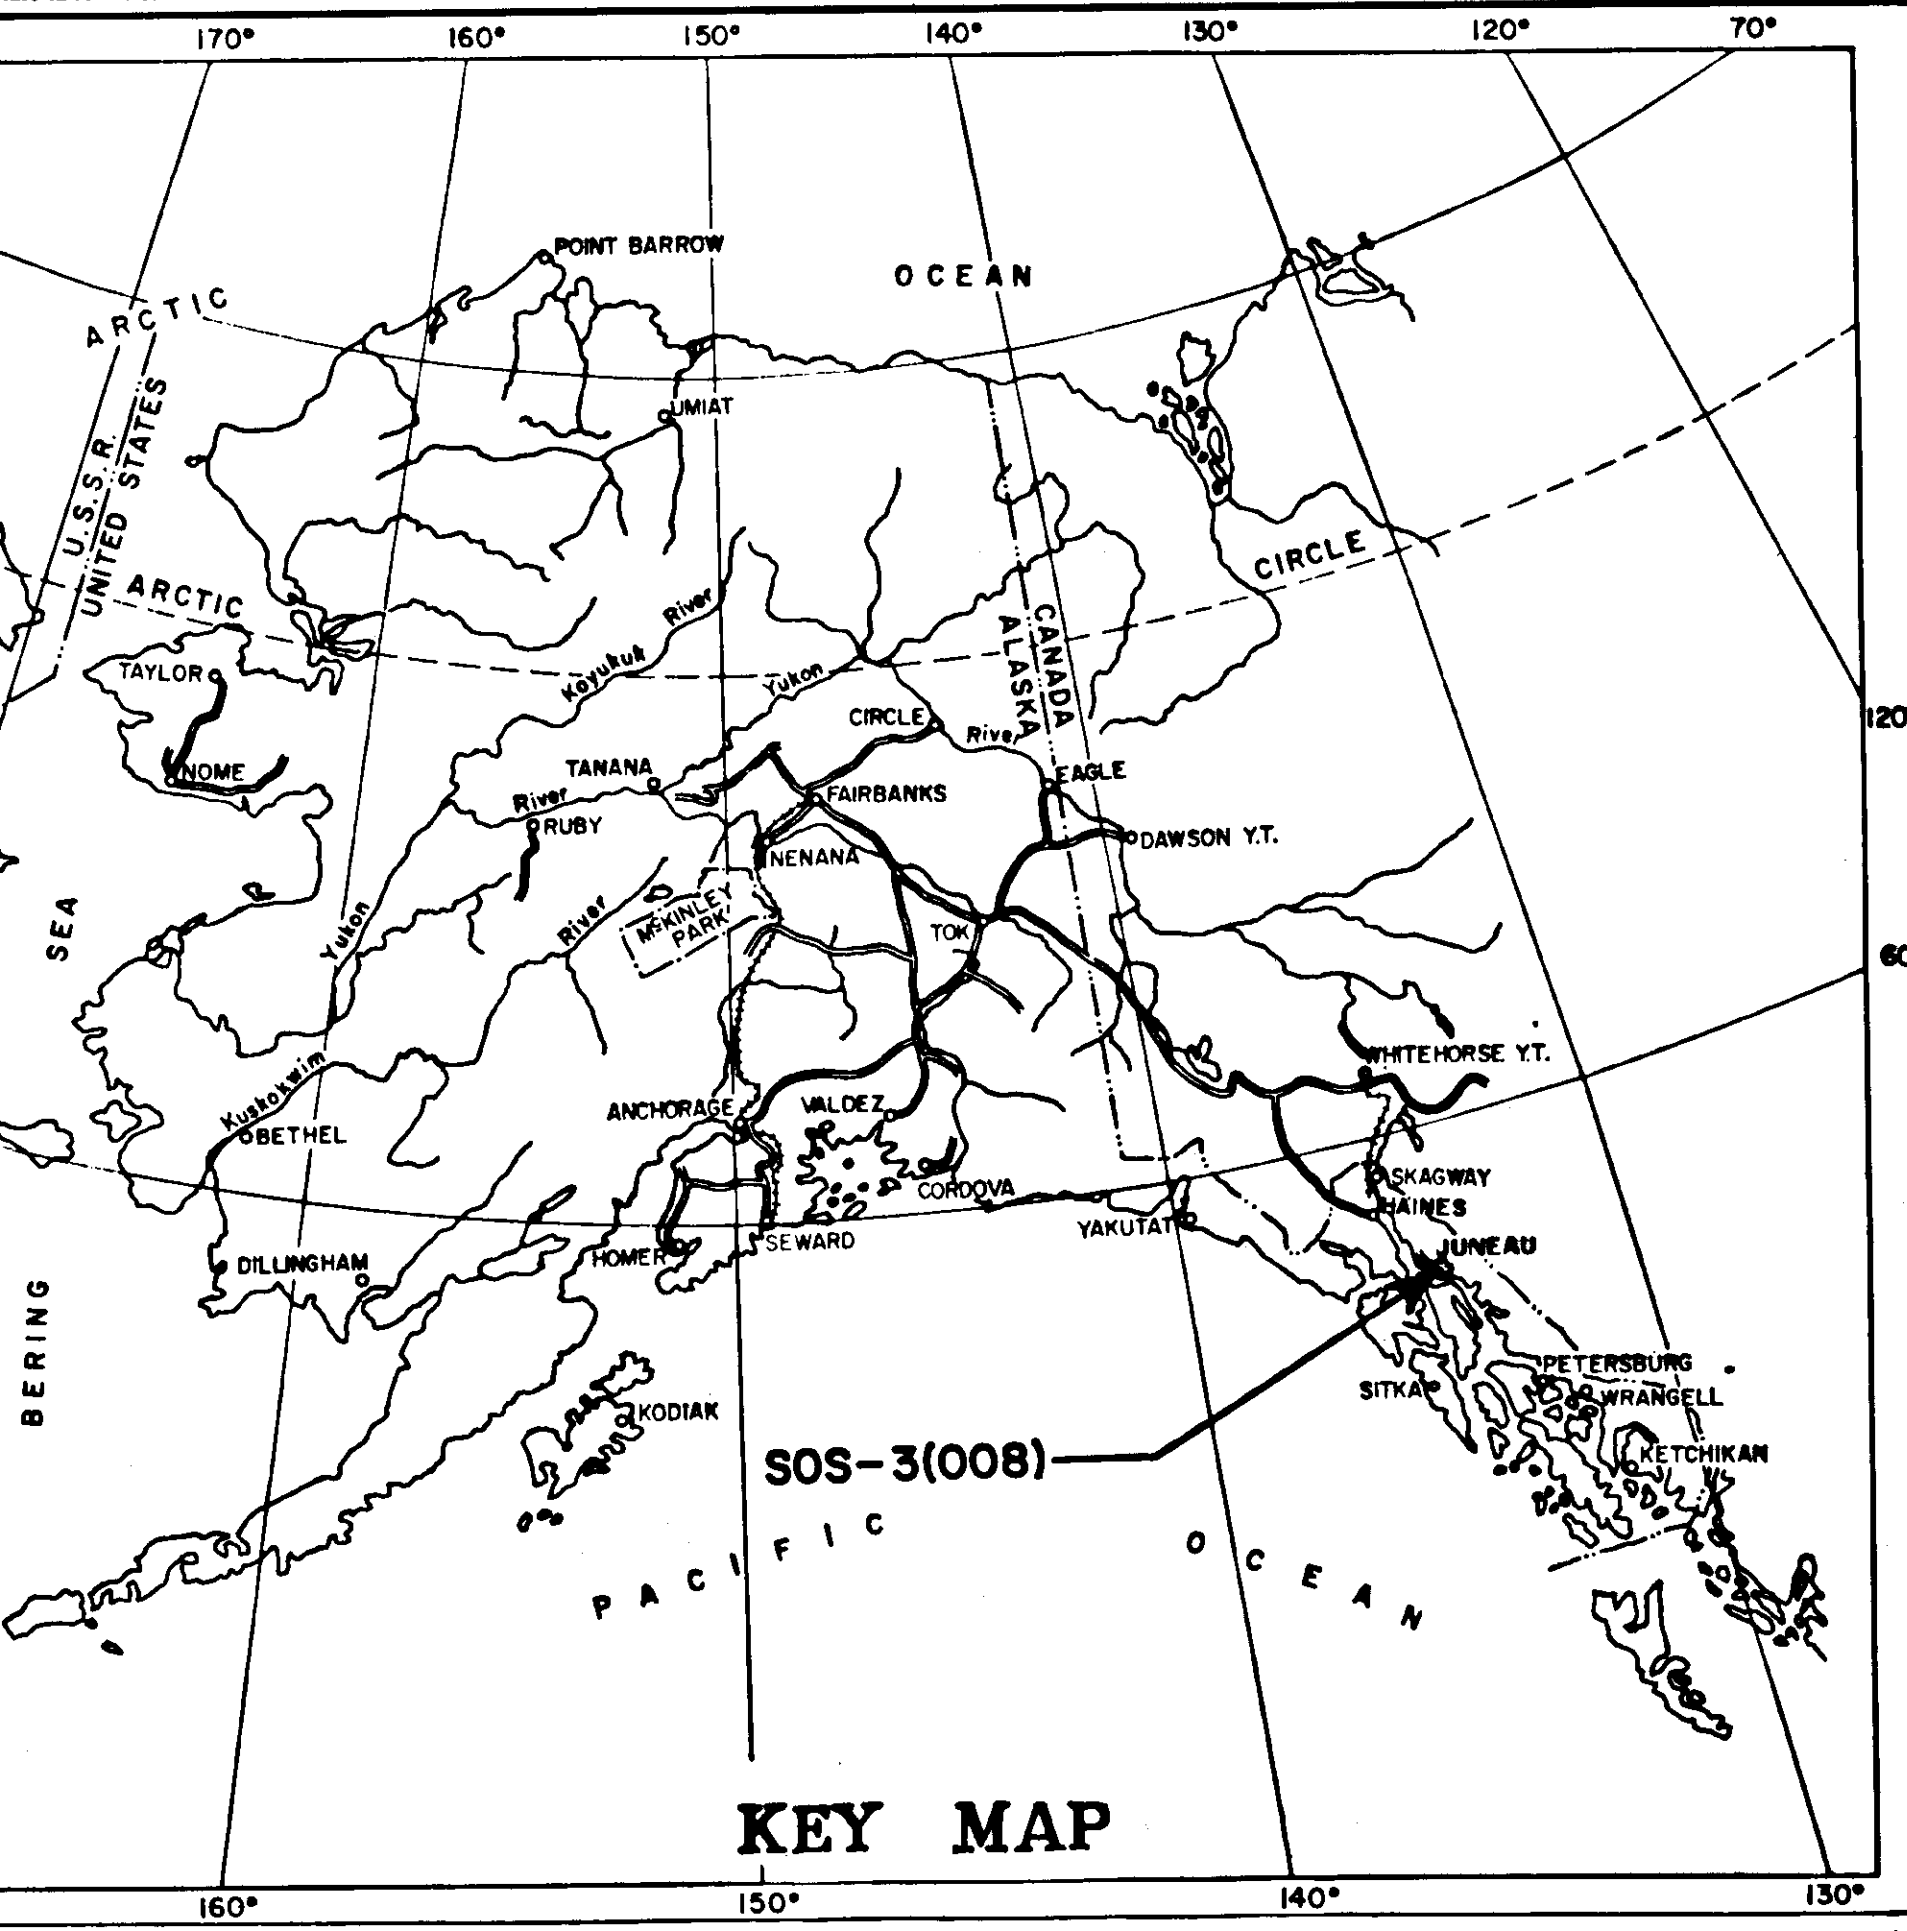 170° 160° 150° 140° 130° 120° 70°
POINT BARROW
OCEAN
ARCTIC
UMIAT
U.S.S.R.
UNITED STATES
ARCTIC
CIRCLE
River
Koyukuk
Yukon
CANADA
ALASKA
TAYLOR
CIRCLE
River
120
NOME
TANANA
EAGLE
River
FAIRBANKS
RUBY
DAWSON Y.T.
NENANA
McKINLEY
PARK
River
Yukon
TOK
SEA
60
WHITEHORSE Y.T.
Kuskokwim
ANCHORAGE
VALDEZ
BETHEL
SKAGWAY
CORDOVA
HAINES
YAKUTAT
SEWARD
JUNEAU
HOMER
DILLINGHAM
BERING
PETERSBURG
SITKA
WRANGELL
KODIAK
KETCHIKAN
SOS-3(008)
PACIFIC
OCEAN
KEY MAP
160° 150° 140° 130°